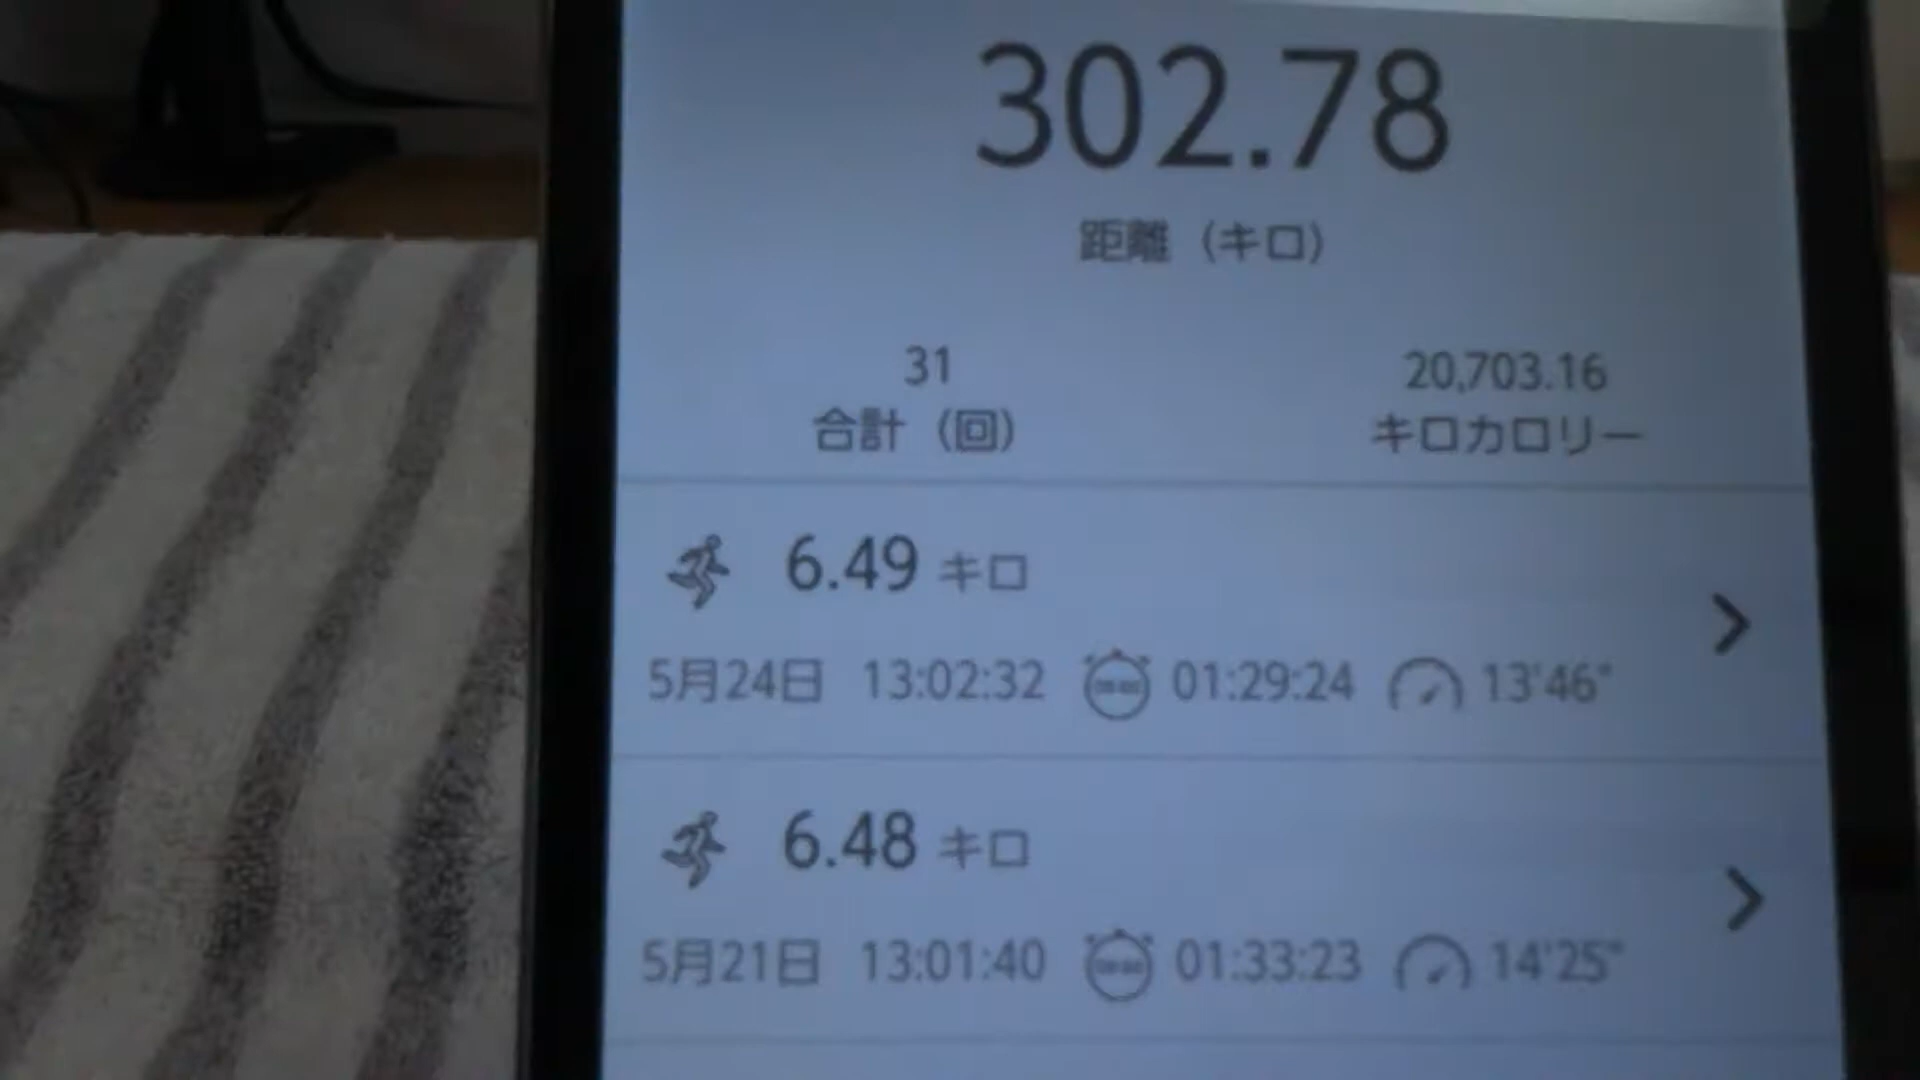 302.78
距離（キロ）
31
合計（回）
20,703.16
キロカロリー
6.49 キロ
5月24日 13:02:32 01:29:24 13'46"
6.48 キロ
5月21日 13:01:40 01:33:23 14'25"